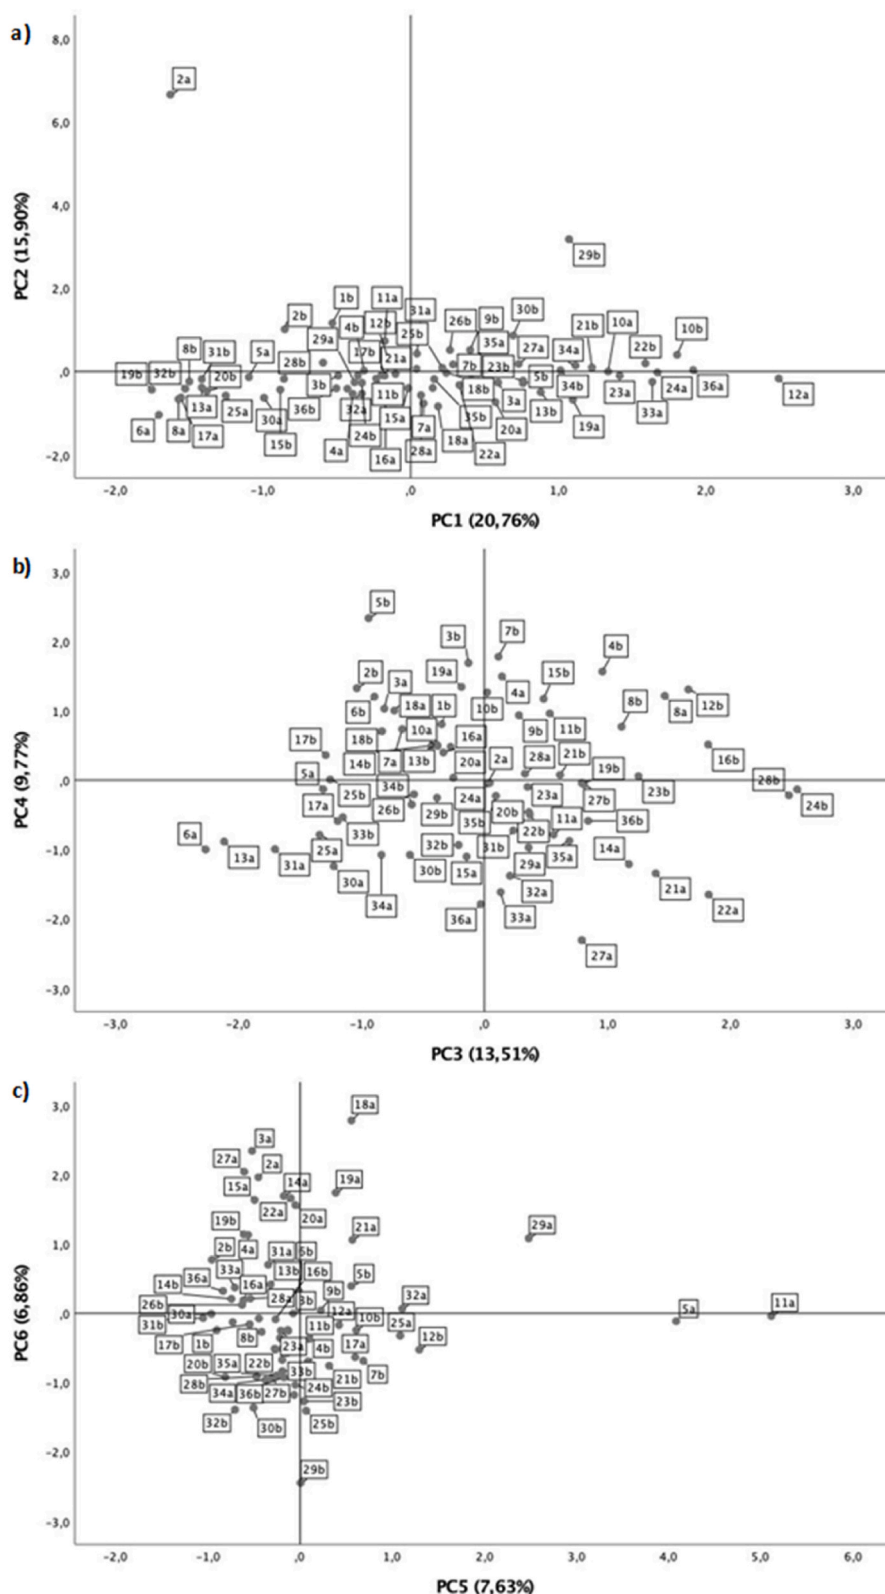 a)
8,0
2a
6,0
4,0
29b
2,0
1b 11a 31a
2b 4b 12b 25b 26b 9b 30b 21b 10a 10b
29a 35a 34a 22b
8b 31b 5a 28b 17b 21a 7b 23b 27a
,0
19b 32b 20b 3b 11b 18b 5b 34b 24a 36a
13a 25a 30a 36b 32a 15a 35b 3a 13b 23a 33a 12a
6a 8a 17a 15b 24b 7a 18a 20a 19a
4a 16a 28a 22a
-2,0
-2,0 -1,0 ,0 1,0 2,0 3,0
PC2 (15,90%)
PC1 (20,76%)
b)
3,0
5b
2,0
3b 7b 4b
2b 3a 19a 4a 15b
1,0
6b 18a 1b 10b 8b 8a 12b
17b 18b 10a 16a 9b 11b
14b 7a 13b 20a 2a 28a 21b 16b
5a 19b 28b
,0
25b 34b 24a 23a 27b 23b 24b
17a 26b 29b 35b 20b 11a 36b
6a 33b 32b 31b 22b
-1,0
13a 31a 25a 30b 15a 29a 35a 14a
30a 32a 21a
34a 36a 33a 22a
-2,0
27a
-3,0
-3,0 -2,0 -1,0 ,0 1,0 2,0 3,0
PC4 (9,77%)
PC3 (13,51%)
c)
3,0
18a
3a
27a 2a
2,0
15a 14a 19a
22a 20a
19b 21a 29a
1,0
2b 4a 31a 6b
33a 13b 16b 5b
14b 36a 16a 9b 32a
26b 30a 28a 3b 12a 5a 11a
,0
31b 11b 10b 25a
17b 1b 8b 23a 4b 17a 12b
20b 35a 22b 33b 21b 7b
-1,0
28b 34a 36b 27b 24b 23b
32b 30b 25b
-2,0
29b
-3,0
-2,0 -1,0 ,0 1,0 2,0 3,0 4,0 5,0 6,0
PC6 (6,86%)
PC5 (7,63%)